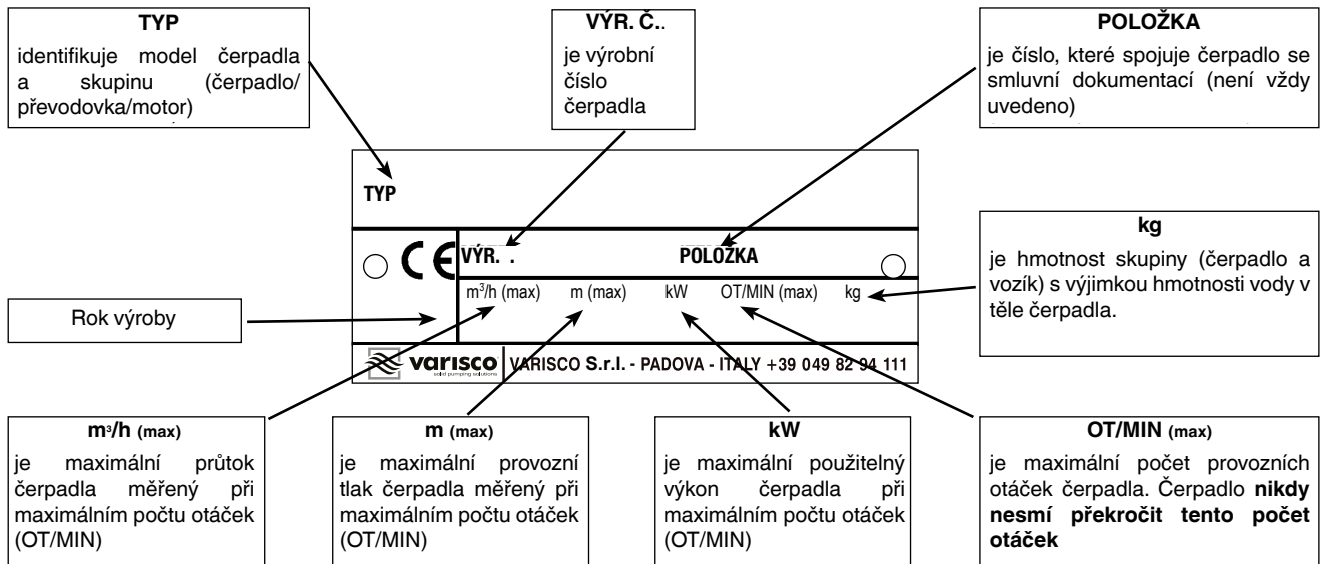 TYP
identifikuje model čerpadla
a skupinu (čerpadlo/
převodovka/motor)
VÝR. Č..
je výrobní
číslo
čerpadla
POLOŽKA
je číslo, které spojuje čerpadlo se
smluvní dokumentací (není vždy
uvedeno)
TYP
CE
VÝR. .
POLOŽKA
m³/h (max) m (max) kW OT/MIN (max) kg
varisco
solid pumping solutions
VARISCO S.r.l. - PADOVA - ITALY +39 049 82 94 111
kg
je hmotnost skupiny (čerpadlo a
vozík) s výjimkou hmotnosti vody v
těle čerpadla.
Rok výroby
m³/h (max)
je maximální průtok
čerpadla měřený při
maximálním počtu otáček
(OT/MIN)
m (max)
je maximální provozní
tlak čerpadla měřený při
maximálním počtu otáček
(OT/MIN)
kW
je maximální použitelný
výkon čerpadla při
maximálním počtu otáček
(OT/MIN)
OT/MIN (max)
je maximální počet provozních
otáček čerpadla. Čerpadlo nikdy
nesmí překročit tento počet
otáček